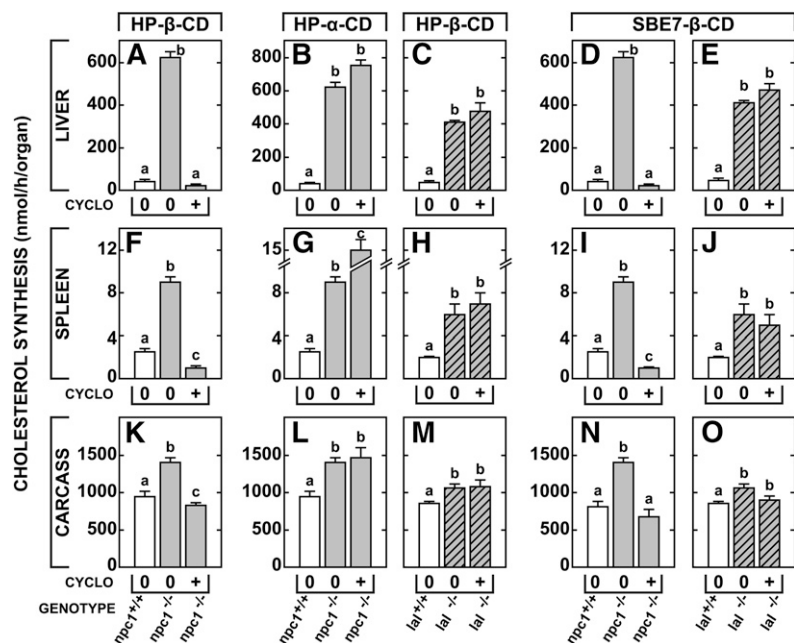 HP-β-CD HP-α-CD HP-β-CD SBE7-β-CD
CHOLESTEROL SYNTHESIS (nmol/h/organ)
LIVER
A B C D E
600 400 200 0
800 600 400 200 0
600 400 200 0
a b a
a b b
a b b
a b a
a b b
CYCLO 0 0 + 0 0 + 0 0 + 0 0 + 0 0 +
SPLEEN
F G H I J
12 8 4 0
15 8 4 0
12 8 4 0
a b c
a b c
a b b
a b c
a b b
CYCLO 0 0 + 0 0 + 0 0 + 0 0 + 0 0 +
CARCASS
K L M N O
1500 1000 500 0
1500 1000 500 0
1500 1000 500 0
a b c
a b b
a b b
a b a
a b a
CYCLO 0 0 + 0 0 + 0 0 + 0 0 + 0 0 +
GENOTYPE npc1+/+ npc1-/- npc1-/- npc1+/+ npc1-/- npc1-/- lal+/+ lal-/- lal-/- npc1+/+ npc1-/- npc1-/- lal+/+ lal-/- lal-/-